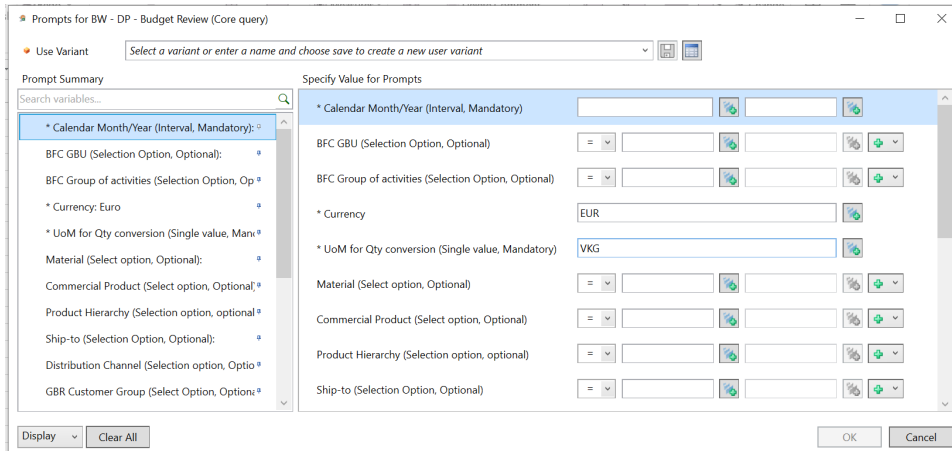 Prompts for BW - DP - Budget Review (Core query)
Use Variant
Select a variant or enter a name and choose save to create a new user variant
Prompt Summary
Specify Value for Prompts
Search variables...
* Calendar Month/Year (Interval, Mandatory):
BFC GBU (Selection Option, Optional):
BFC Group of activities (Selection Option, Op
* Currency: Euro
* UoM for Qty conversion (Single value, Man
Material (Select option, Optional):
Commercial Product (Select option, Optional
Product Hierarchy (Selection option, optional
Ship-to (Selection Option, Optional):
Distribution Channel (Selection option, Optio
GBR Customer Group (Select Option, Option
* Calendar Month/Year (Interval, Mandatory)
BFC GBU (Selection Option, Optional) =
BFC Group of activities (Selection Option, Optional) =
* Currency EUR
* UoM for Qty conversion (Single value, Mandatory) VKG
Material (Select option, Optional) =
Commercial Product (Select option, Optional) =
Product Hierarchy (Selection option, optional) =
Ship-to (Selection Option, Optional) =
Display
Clear All
OK
Cancel